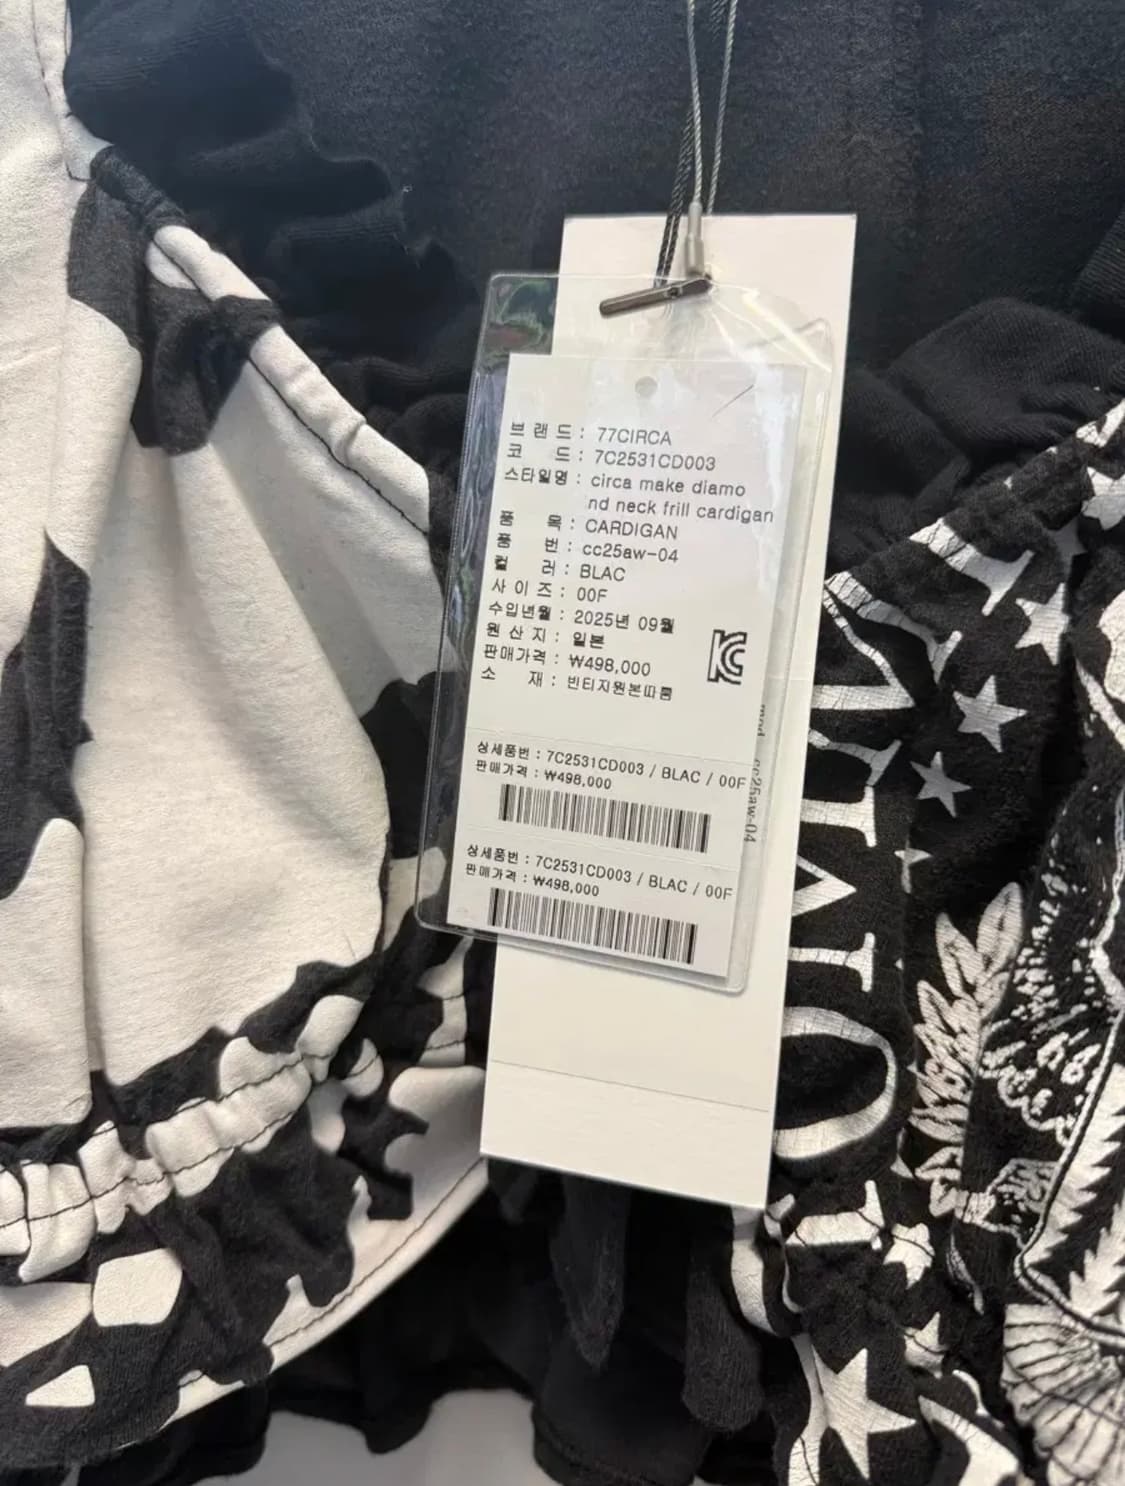 브 랜 드 : 77CIRCA
코 드 : 7C2531CD003
스타일명 : circa make diamo
nd neck frill cardigan
품 목 : CARDIGAN
품 번 : cc25aw-04
컬 러 : BLAC
사 이 즈 : 00F
수입년월 : 2025년 09월
원 산 지 : 일본
판매가격 : ₩498,000
소 재 : 빈티지원본따룸
KC
상세품번 : 7C2531CD003 / BLAC / 00F
판매가격 : ₩498,000
상세품번 : 7C2531CD003 / BLAC / 00F
판매가격 : ₩498,000
cc25aw-04